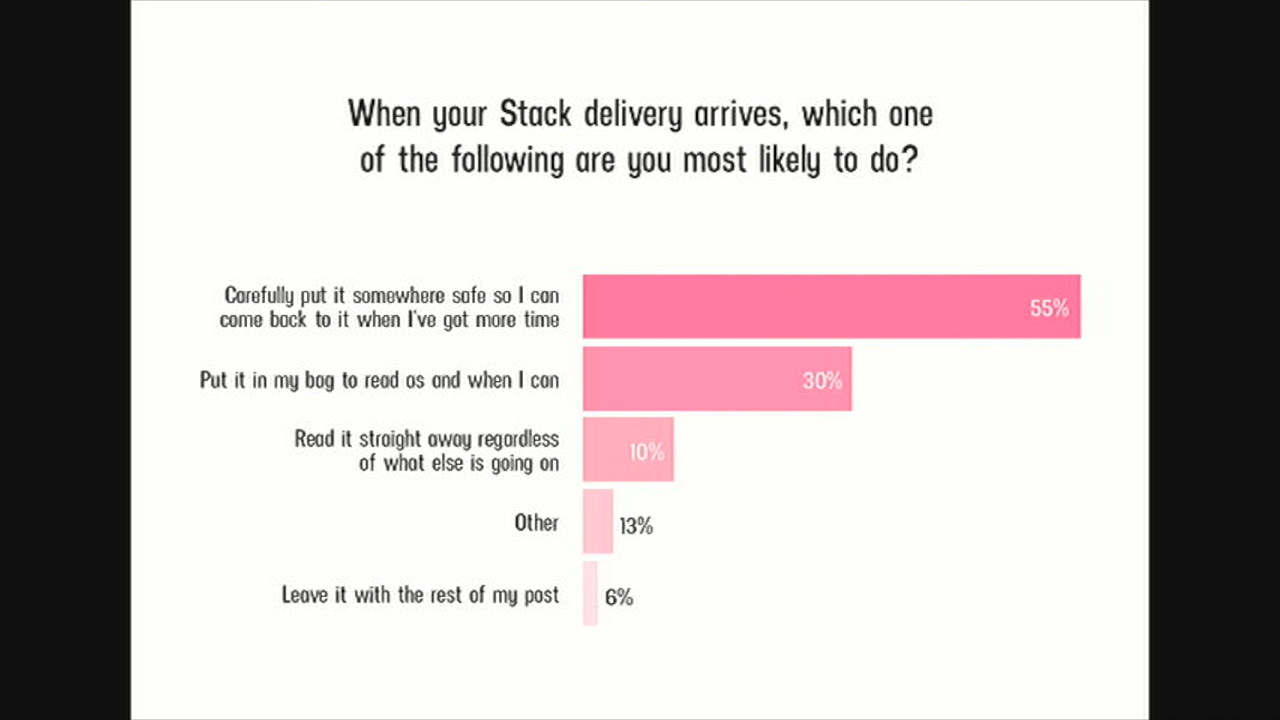 When your Stack delivery arrives, which one
of the following are you most likely to do?
Carefully put it somewhere safe so I can
come back to it when I've got more time
55%
Put it in my bag to read as and when I can
30%
Read it straight away regardless
of what else is going on
10%
Other
13%
Leave it with the rest of my post
6%